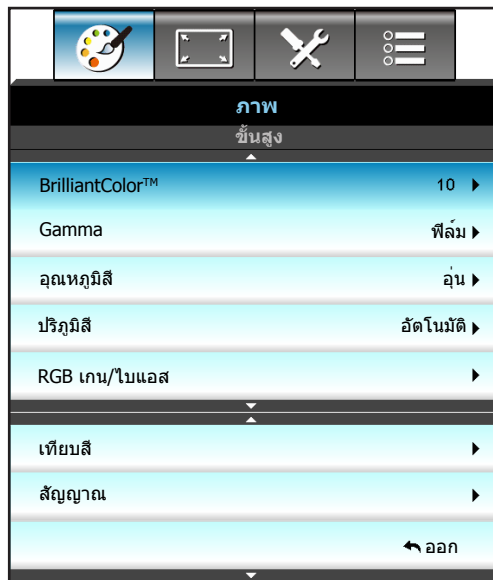 ภาพ
ขั้นสูง
BrilliantColor™ 10
Gamma ฟิล์ม
อุณหภูมิสี อุ่น
ปริภูมิสี อัตโนมัติ
RGB เกน/ไบแอส
เทียบสี
สัญญาณ
ออก